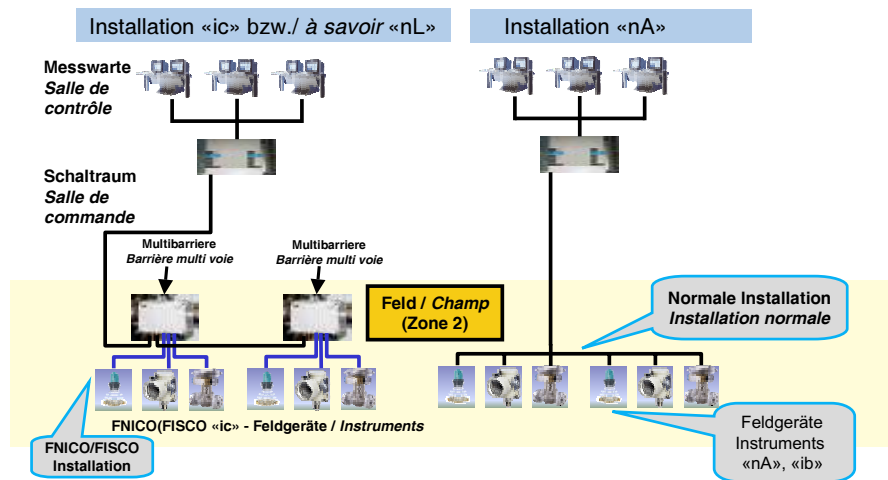 Installation «ic» bzw./ à savoir «nL»
Installation «nA»
Messwarte
Salle de
contrôle
Schaltraum
Salle de
commande
Multibarriere
Barrière multi voie
Multibarriere
Barrière multi voie
Feld / Champ
(Zone 2)
Normale Installation
Installation normale
FNICO(FISCO «ic» - Feldgeräte / Instruments
FNICO/FISCO
Installation
Feldgeräte
Instruments
«nA», «ib»